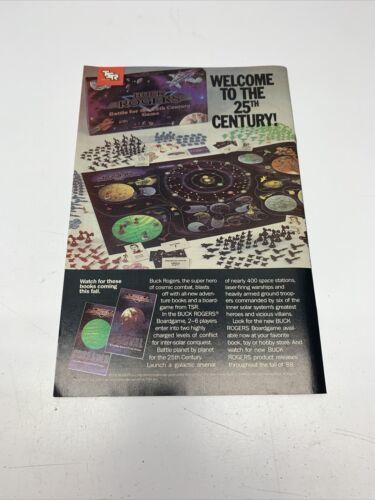 TSR
BUCK
ROGERS
Battle for the 25th Century
Game
WELCOME
TO THE
25TH
CENTURY!
Watch for these
books coming
this fall.
Buck Rogers, the super hero
of cosmic combat, blasts
off with all-new adven-
ture books and a board
game from TSR.
In the BUCK ROGERS®
Boardgame, 2-6 players
enter into two highly
charged levels of conflict
for inter-solar conquest.
Battle planet by planet
for the 25th Century.
Launch a galactic arsenal
of nearly 400 space stations,
laser-firing warships and
heavily armed ground troop-
ers commanded by six of the
inner solar system's greatest
heroes and vicious villains.
Look for the new BUCK
ROGERS Boardgame avail-
able now at your favorite
book, toy or hobby store. And
watch for new BUCK
ROGERS product releases
throughout the fall of '89.